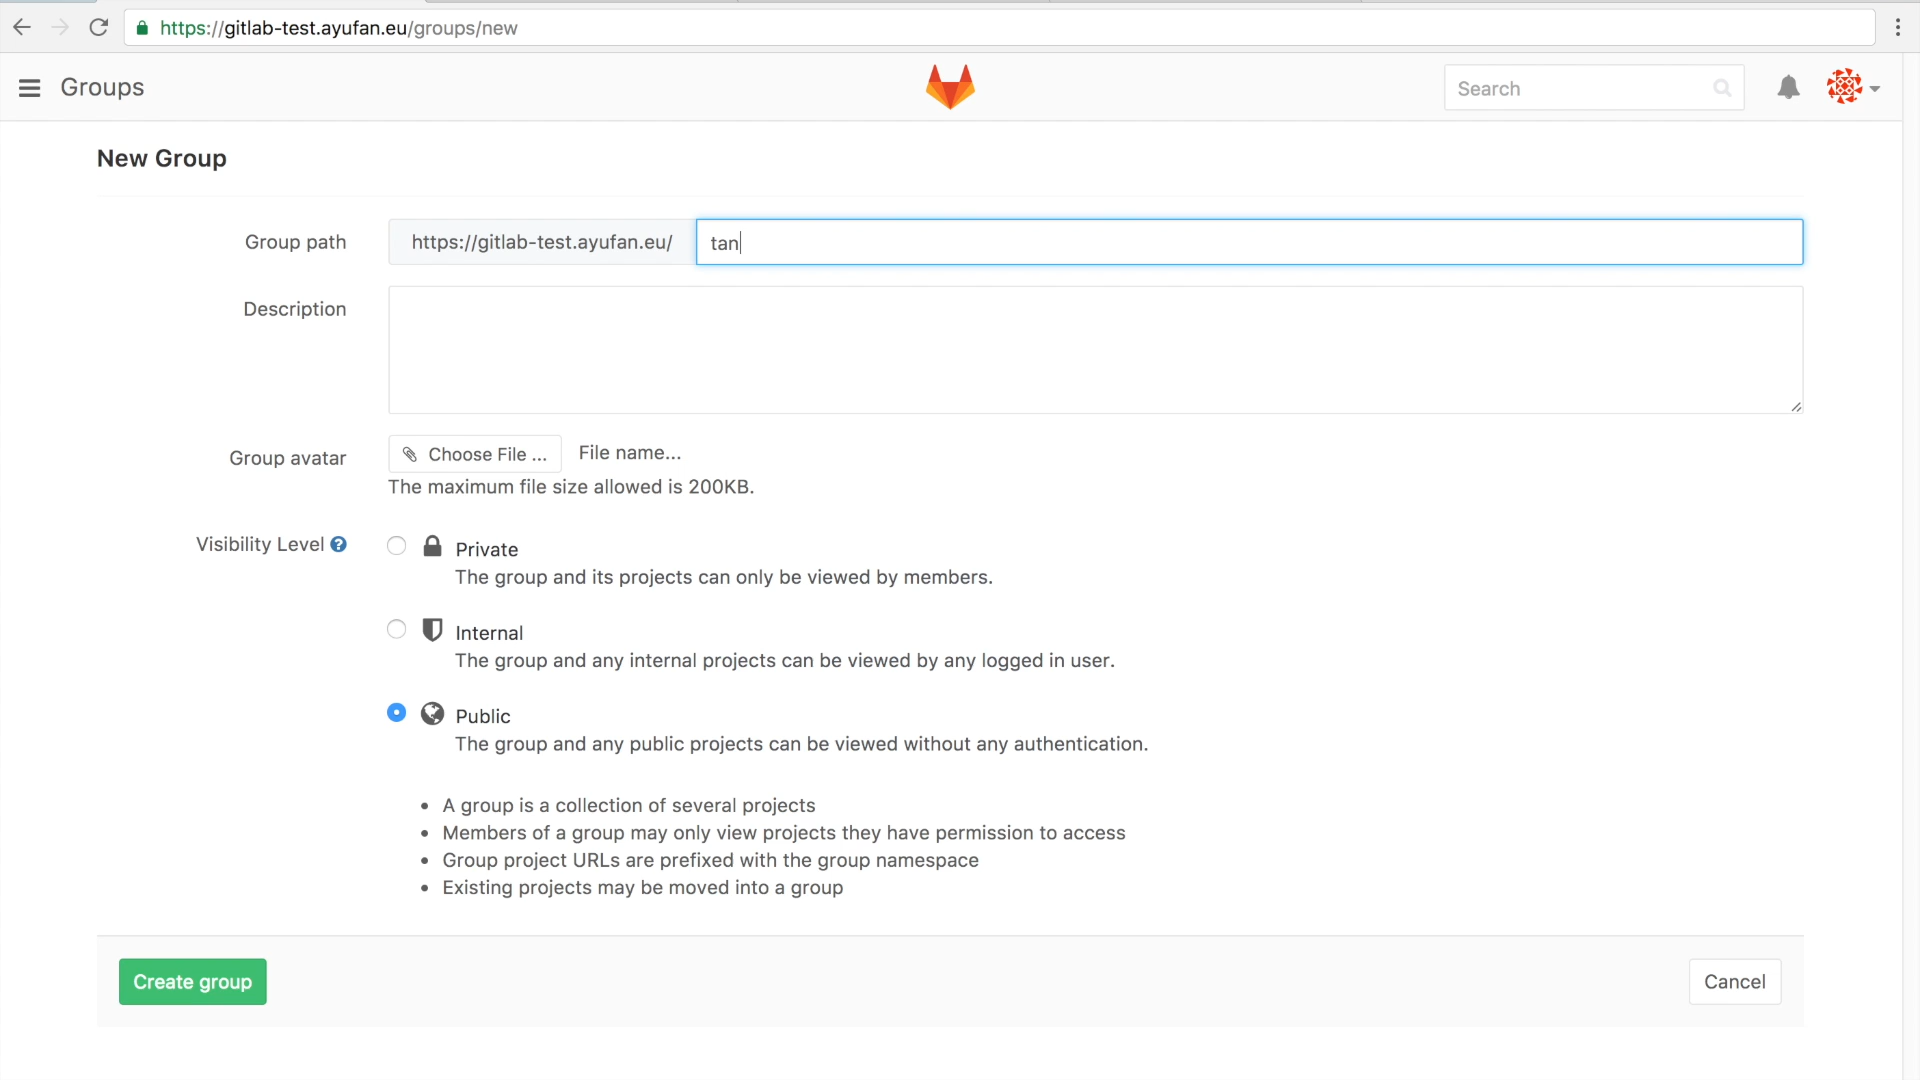 https://gitlab-test.ayufan.eu/groups/new
Groups
Search
New Group
Group path
https://gitlab-test.ayufan.eu/
tan
Description
Group avatar
Choose File ...
File name...
The maximum file size allowed is 200KB.
Visibility Level
Private
The group and its projects can only be viewed by members.
Internal
The group and any internal projects can be viewed by any logged in user.
Public
The group and any public projects can be viewed without any authentication.
• A group is a collection of several projects
• Members of a group may only view projects they have permission to access
• Group project URLs are prefixed with the group namespace
• Existing projects may be moved into a group
Create group
Cancel